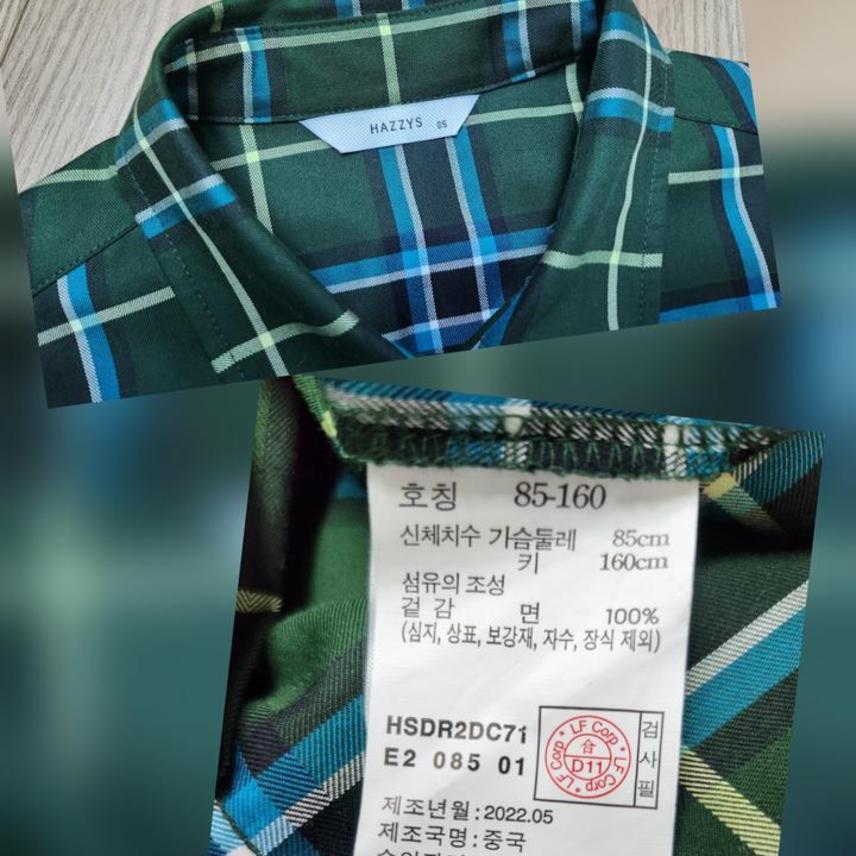 HAZZYS 85
호칭 85-160
신체치수 가슴둘레 85cm
키 160cm
섬유의 조성
겉 감 면 100%
(심지, 상표, 보강재, 자수, 장식 제외)
HSDR2DC71
E2 085 01
LF Corp · LF Corp · LF Corp ·
合
D11
검사필
제조년월 : 2022.05
제조국명 : 중국